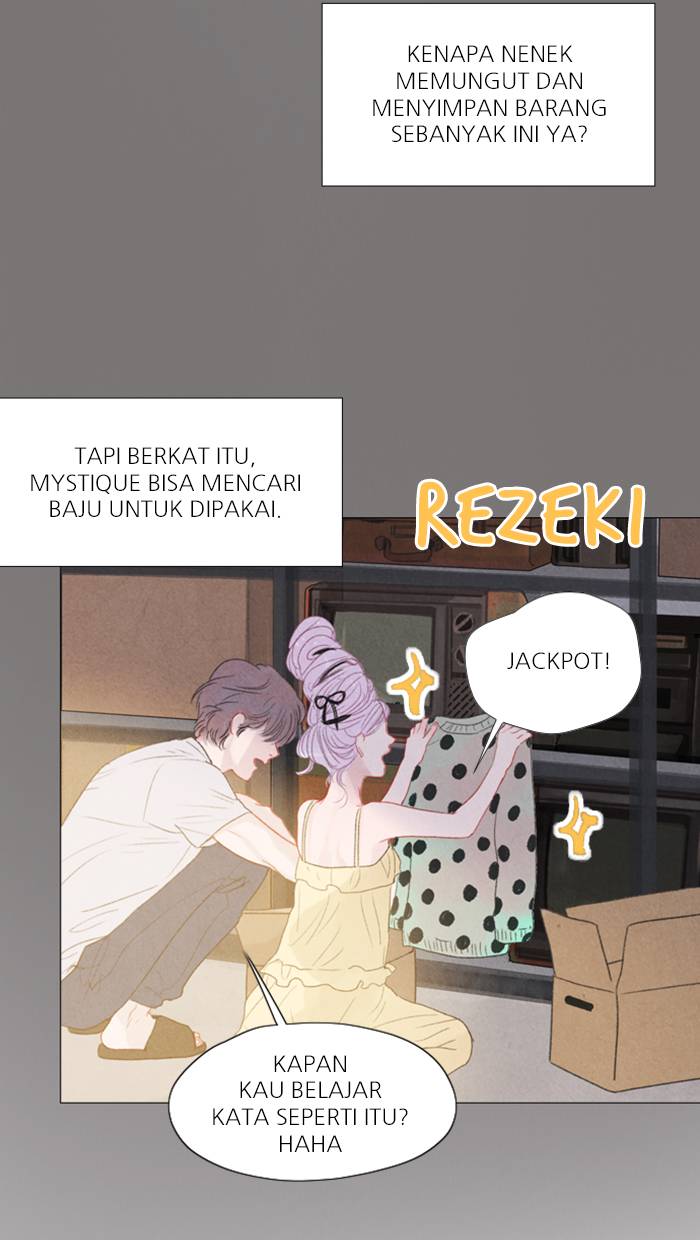 KENAPA NENEK
MEMUNGUT DAN
MENYIMPAN BARANG
SEBANYAK INI YA?
TAPI BERKAT ITU,
MYSTIQUE BISA MENCARI
BAJU UNTUK DIPAKAI.
REZEKI
JACKPOT!
KAPAN
KAU BELAJAR
KATA SEPERTI ITU?
HAHA